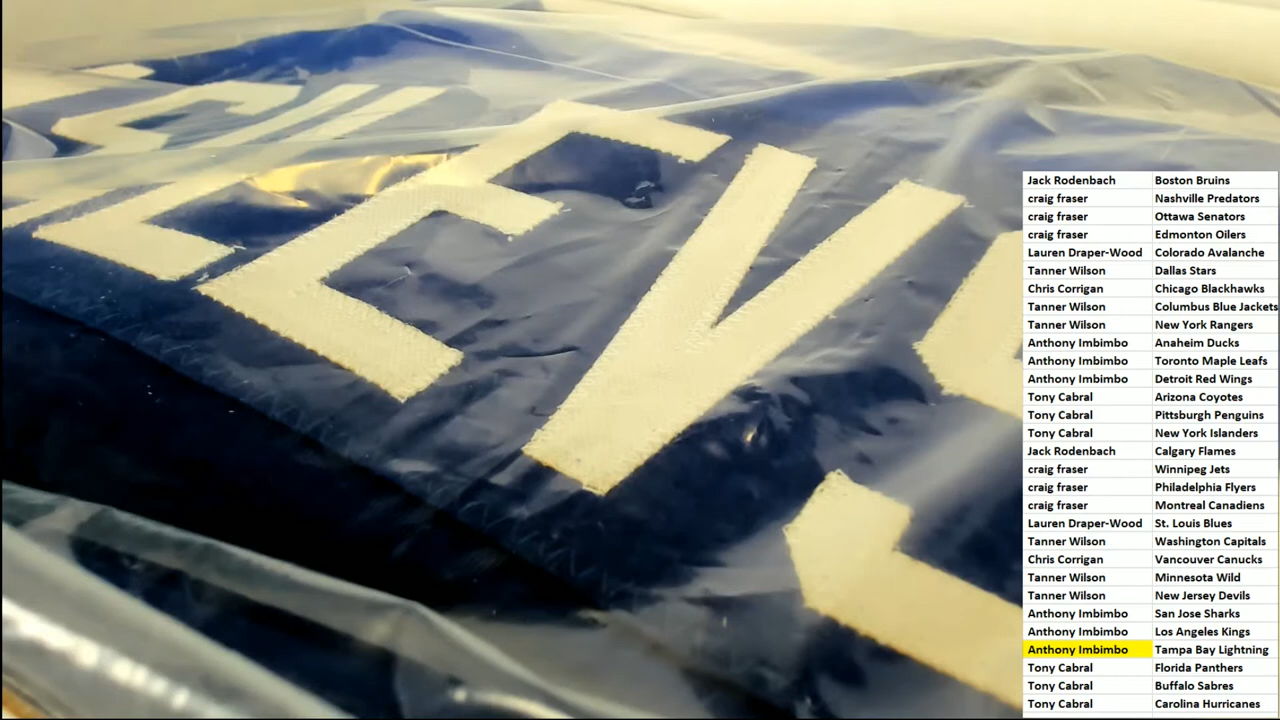 EV
Jack Rodenbach Boston Bruins
craig fraser Nashville Predators
craig fraser Ottawa Senators
craig fraser Edmonton Oilers
Lauren Draper-Wood Colorado Avalanche
Tanner Wilson Dallas Stars
Chris Corrigan Chicago Blackhawks
Tanner Wilson Columbus Blue Jackets
Tanner Wilson New York Rangers
Anthony Imbimbo Anaheim Ducks
Anthony Imbimbo Toronto Maple Leafs
Anthony Imbimbo Detroit Red Wings
Tony Cabral Arizona Coyotes
Tony Cabral Pittsburgh Penguins
Tony Cabral New York Islanders
Jack Rodenbach Calgary Flames
craig fraser Winnipeg Jets
craig fraser Philadelphia Flyers
craig fraser Montreal Canadiens
Lauren Draper-Wood St. Louis Blues
Tanner Wilson Washington Capitals
Chris Corrigan Vancouver Canucks
Tanner Wilson Minnesota Wild
Tanner Wilson New Jersey Devils
Anthony Imbimbo San Jose Sharks
Anthony Imbimbo Los Angeles Kings
Anthony Imbimbo Tampa Bay Lightning
Tony Cabral Florida Panthers
Tony Cabral Buffalo Sabres
Tony Cabral Carolina Hurricanes